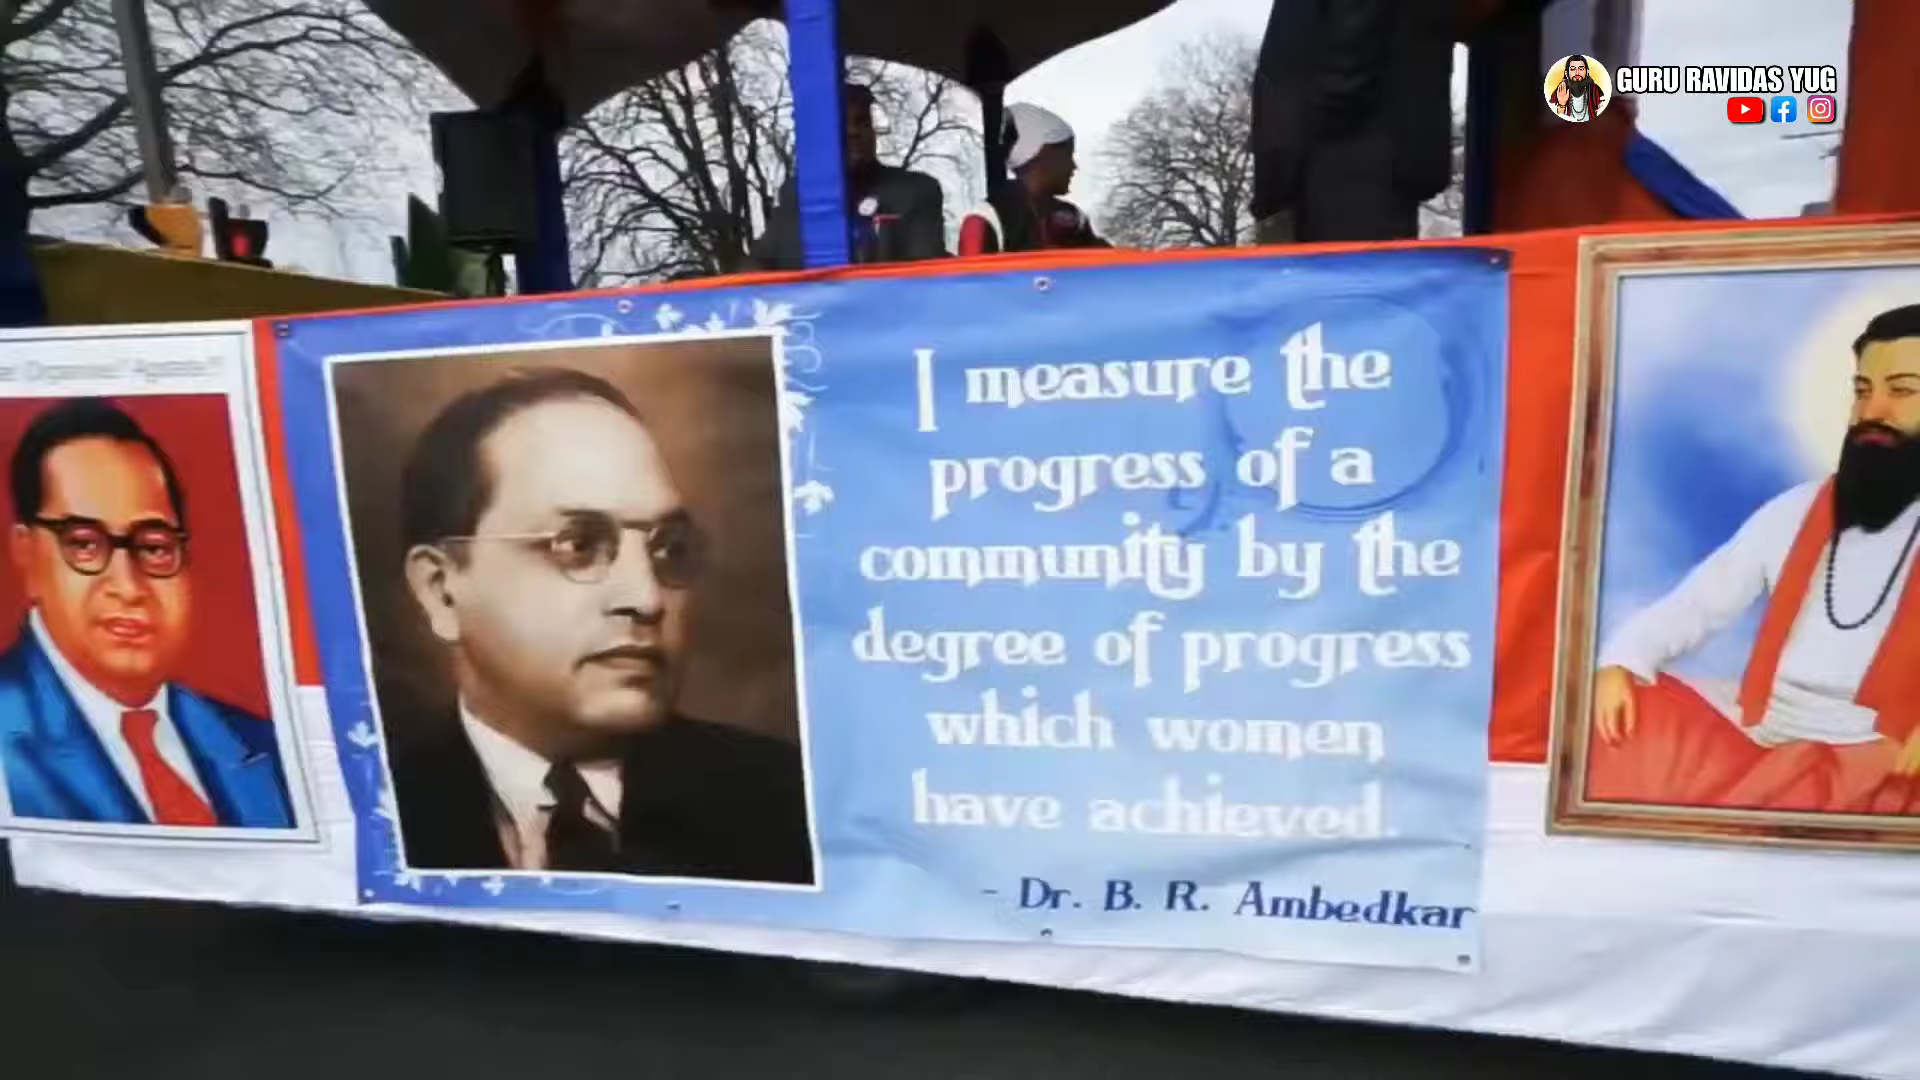 GURU RAVIDAS YUG
I measure the
progress of a
community by the
degree of progress
which women
have achieved.
- Dr. B. R. Ambedkar